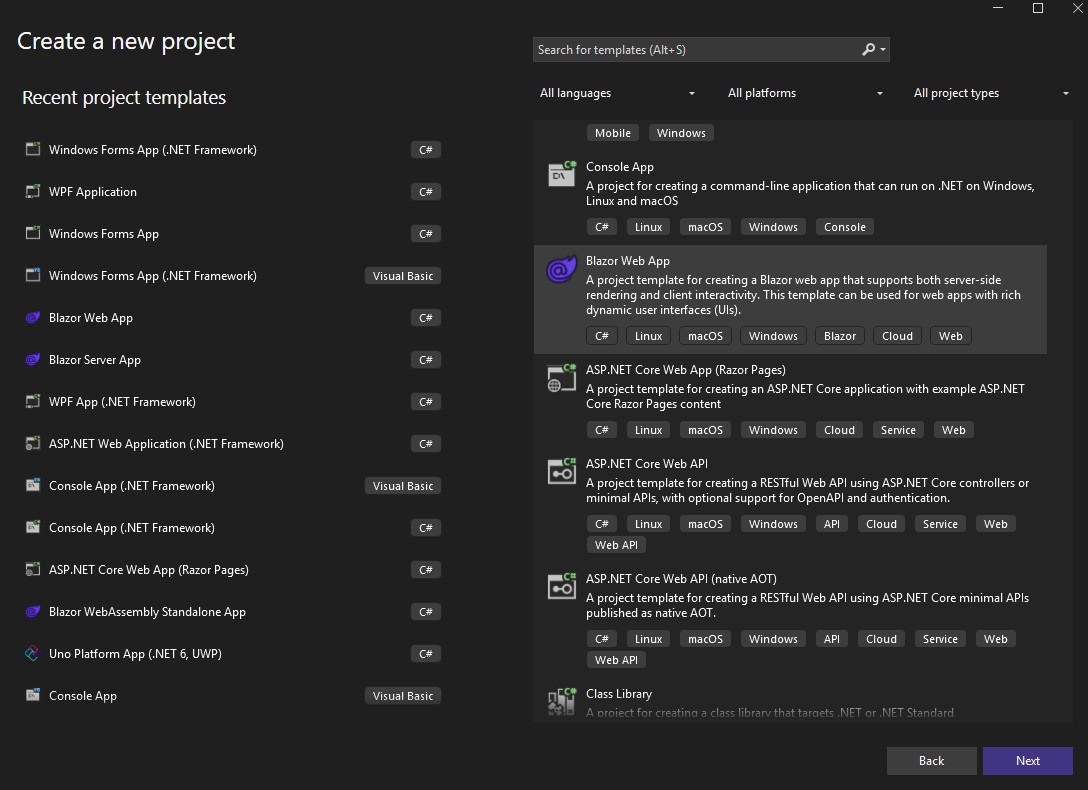 Create a new project
Search for templates (Alt+S)
Recent project templates
All languages
All platforms
All project types
Windows Forms App (.NET Framework) C#
WPF Application C#
Windows Forms App C#
Windows Forms App (.NET Framework) Visual Basic
Blazor Web App C#
Blazor Server App C#
WPF App (.NET Framework) C#
ASP.NET Web Application (.NET Framework) C#
Console App (.NET Framework) Visual Basic
Console App (.NET Framework) C#
ASP.NET Core Web App (Razor Pages) C#
Blazor WebAssembly Standalone App C#
Uno Platform App (.NET 6, UWP) C#
Console App Visual Basic
Mobile Windows
Console App
A project for creating a command-line application that can run on .NET on Windows,
Linux and macOS
C# Linux macOS Windows Console
Blazor Web App
A project template for creating a Blazor web app that supports both server-side
rendering and client interactivity. This template can be used for web apps with rich
dynamic user interfaces (UIs).
C# Linux macOS Windows Blazor Cloud Web
ASP.NET Core Web App (Razor Pages)
A project template for creating an ASP.NET Core application with example ASP.NET
Core Razor Pages content
C# Linux macOS Windows Cloud Service Web
ASP.NET Core Web API
A project template for creating a RESTful Web API using ASP.NET Core controllers or
minimal APIs, with optional support for OpenAPI and authentication.
C# Linux macOS Windows API Cloud Service Web
Web API
ASP.NET Core Web API (native AOT)
A project template for creating a RESTful Web API using ASP.NET Core minimal APIs
published as native AOT.
C# Linux macOS Windows API Cloud Service Web
Web API
Class Library
A project for creating a class library that targets .NET or .NET Standard
Back
Next